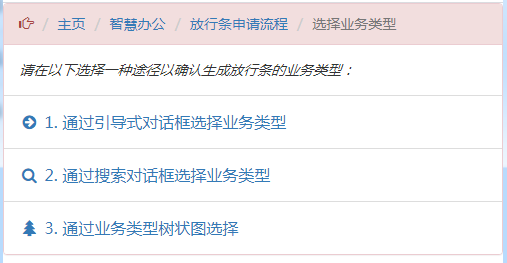 / 主页 / 智慧办公 / 放行条申请流程 / 选择业务类型
请在以下选择一种途径以确认生成放行条的业务类型：
1. 通过引导式对话框选择业务类型
2. 通过搜索对话框选择业务类型
3. 通过业务类型树状图选择